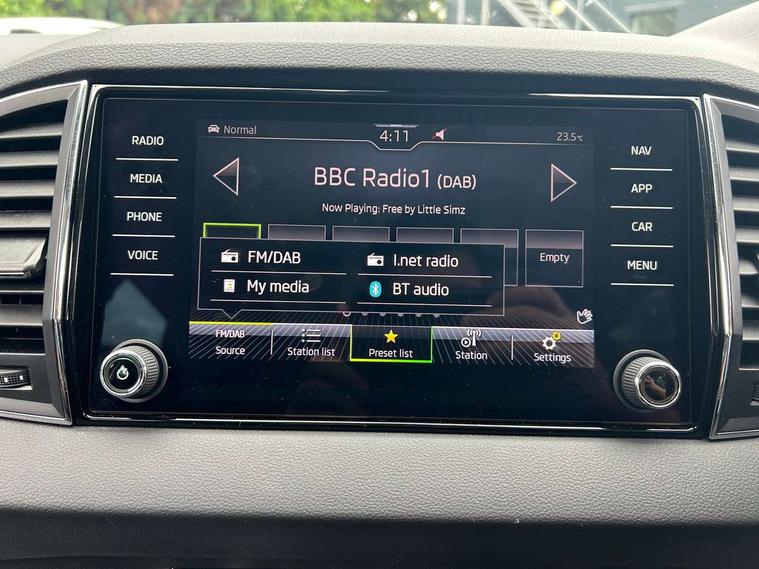 RADIO
MEDIA
PHONE
VOICE
Normal
4:11
23.5°C
BBC Radio1 (DAB)
Now Playing: Free by Little Simz
Empty
FM/DAB
I.net radio
My media
BT audio
FM/DAB
Source
Station list
Preset list
Station
Settings
NAV
APP
CAR
MENU